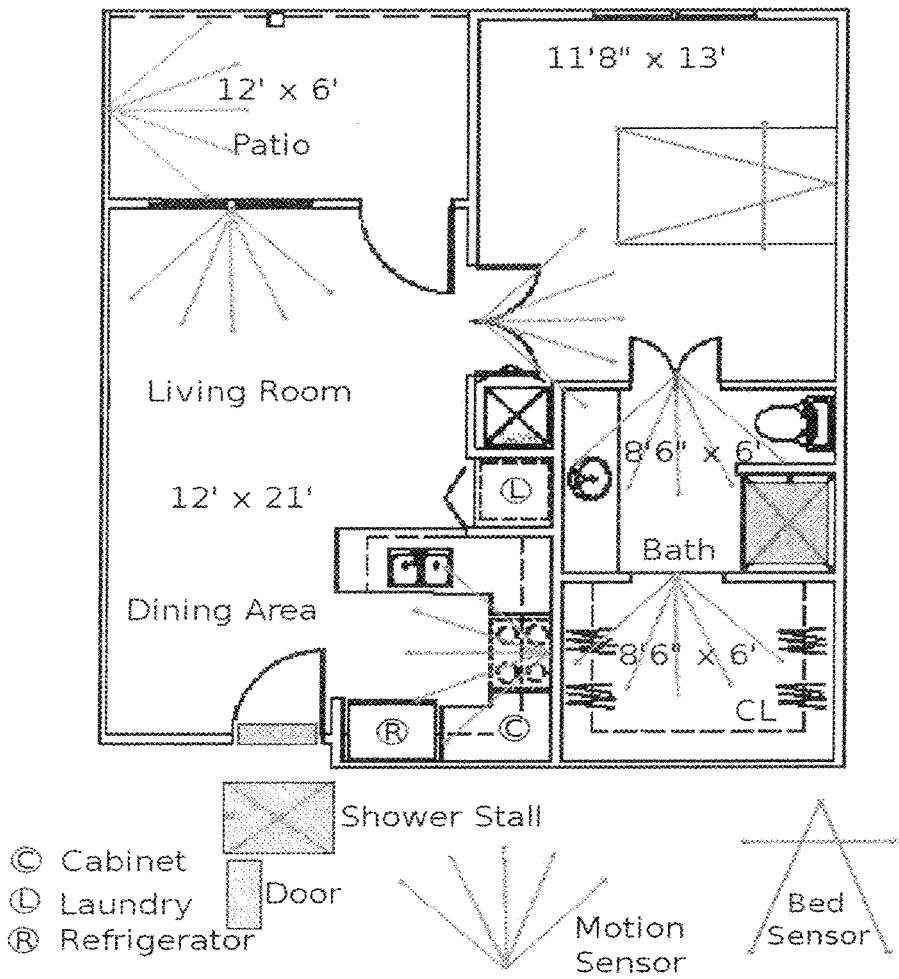 11'8" x 13'
12' x 6'
Patio
Living Room
8'6" x 6'
L
12' x 21'
Bath
Dining Area
8'6" x 6'
CL
R
C
Shower Stall
C Cabinet
Door
L Laundry
R Refrigerator
Motion
Sensor
Bed
Sensor